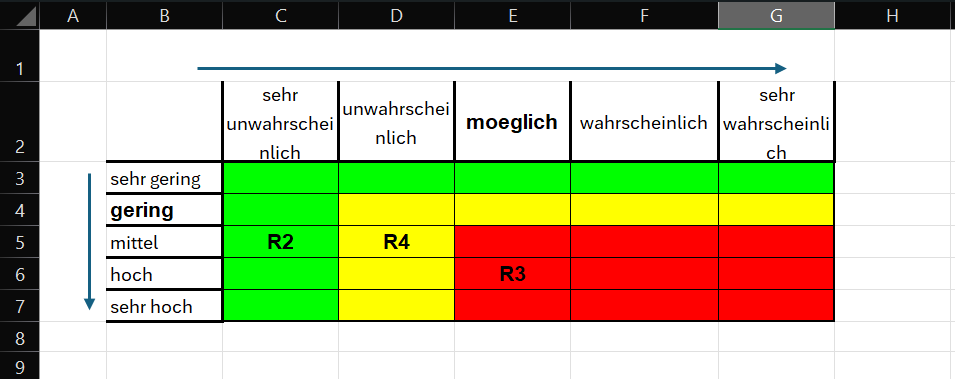 A B C D E F G H
1
2 sehr unwahrscheinlich unwahrscheinlich moeglich wahrscheinlich sehr wahrscheinlich
3 sehr gering
4 gering
5 mittel R2 R4
6 hoch R3
7 sehr hoch
8
9